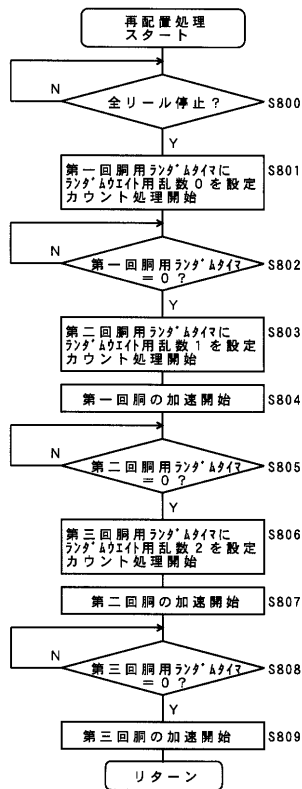 再配置処理
スタート
全リール停止？
S800
N
Y
第一回胴用ランダムタイマに
ランダムウエイト用乱数０を設定
カウント処理開始
S801
第一回胴用ランダムタイマ
＝０？
S802
N
Y
第二回胴用ランダムタイマに
ランダムウエイト用乱数１を設定
カウント処理開始
S803
第一回胴の加速開始
S804
第二回胴用ランダムタイマ
＝０？
S805
N
Y
第三回胴用ランダムタイマに
ランダムウエイト用乱数２を設定
カウント処理開始
S806
第二回胴の加速開始
S807
第三回胴用ランダムタイマ
＝０？
S808
N
Y
第三回胴の加速開始
S809
リターン